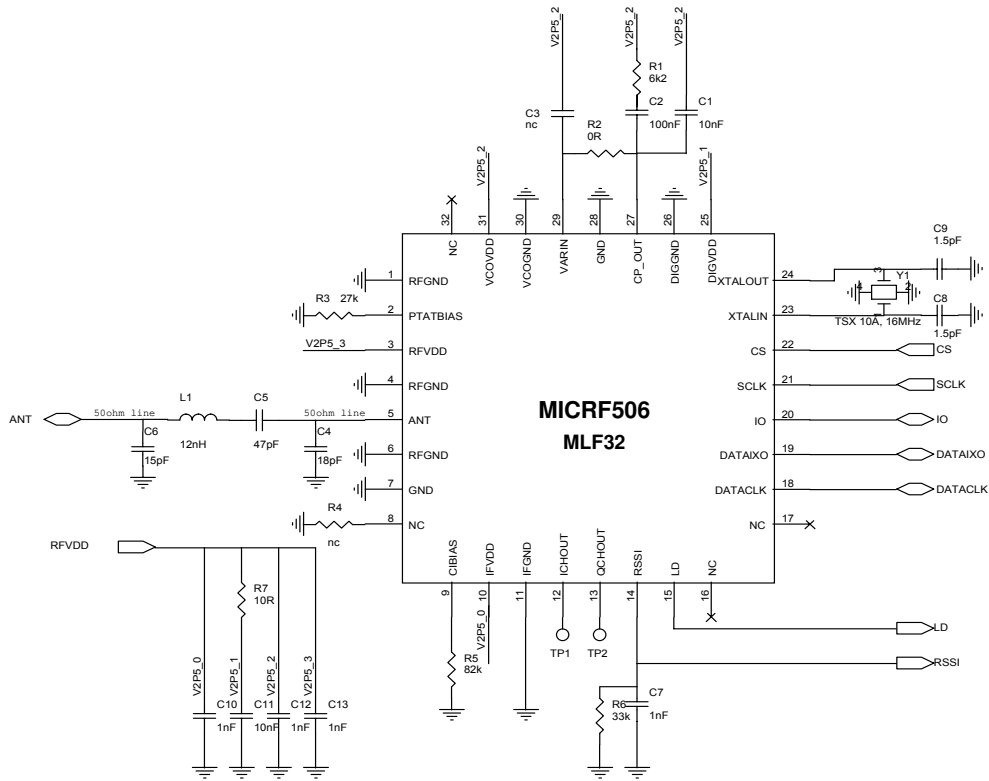 V2P5_2
V2P5_2
V2P5_2
R1
6k2
C3
nc
R2
0R
C2
100nF
C1
10nF
V2P5_2
V2P5_1
32
31
30
29
28
27
26
25
NC
VCOVDD
VCOGND
VARIN
GND
CP_OUT
DIGGND
DIGVDD
1 RFGND
R3 27k
2 PTATBIAS
V2P5_3
3 RFVDD
4 RFGND
ANT
50ohm line
L1
12nH
C5
47pF
50ohm line
5 ANT
C6
15pF
C4
18pF
6 RFGND
7 GND
R4
nc
8 NC
MICRF506
MLF32
XTALOUT 24
XTALIN 23
C9
1.5pF
3
Y1
4
2
1
TSX 10A, 16MHz
C8
1.5pF
CS 22
CS
SCLK 21
SCLK
IO 20
IO
DATAIXO 19
DATAIXO
DATACLK 18
DATACLK
NC 17
CIBIAS
IFVDD
IFGND
ICHOUT
QCHOUT
RSSI
LD
NC
9
10
11
12
13
14
15
16
V2P5_0
R5
82k
TP1
TP2
LD
RSSI
R6
33k
C7
1nF
RFVDD
R7
10R
V2P5_0
V2P5_1
V2P5_2
V2P5_3
C10
1nF
C11
10nF
C12
1nF
C13
1nF